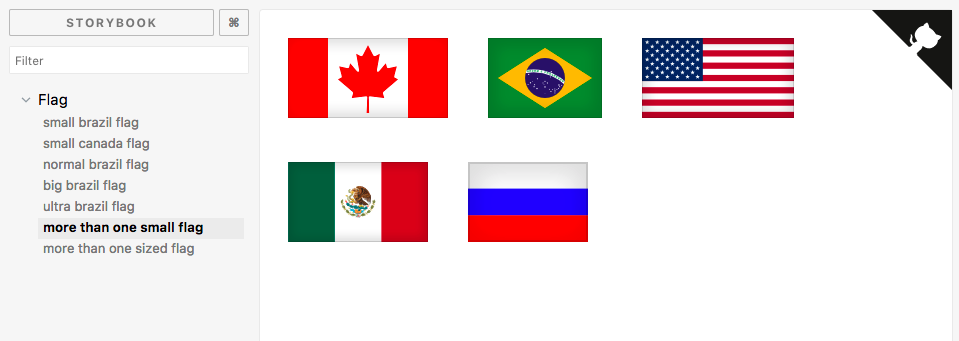 STORYBOOK
⌘
Filter
Flag
small brazil flag
small canada flag
normal brazil flag
big brazil flag
ultra brazil flag
more than one small flag
more than one sized flag